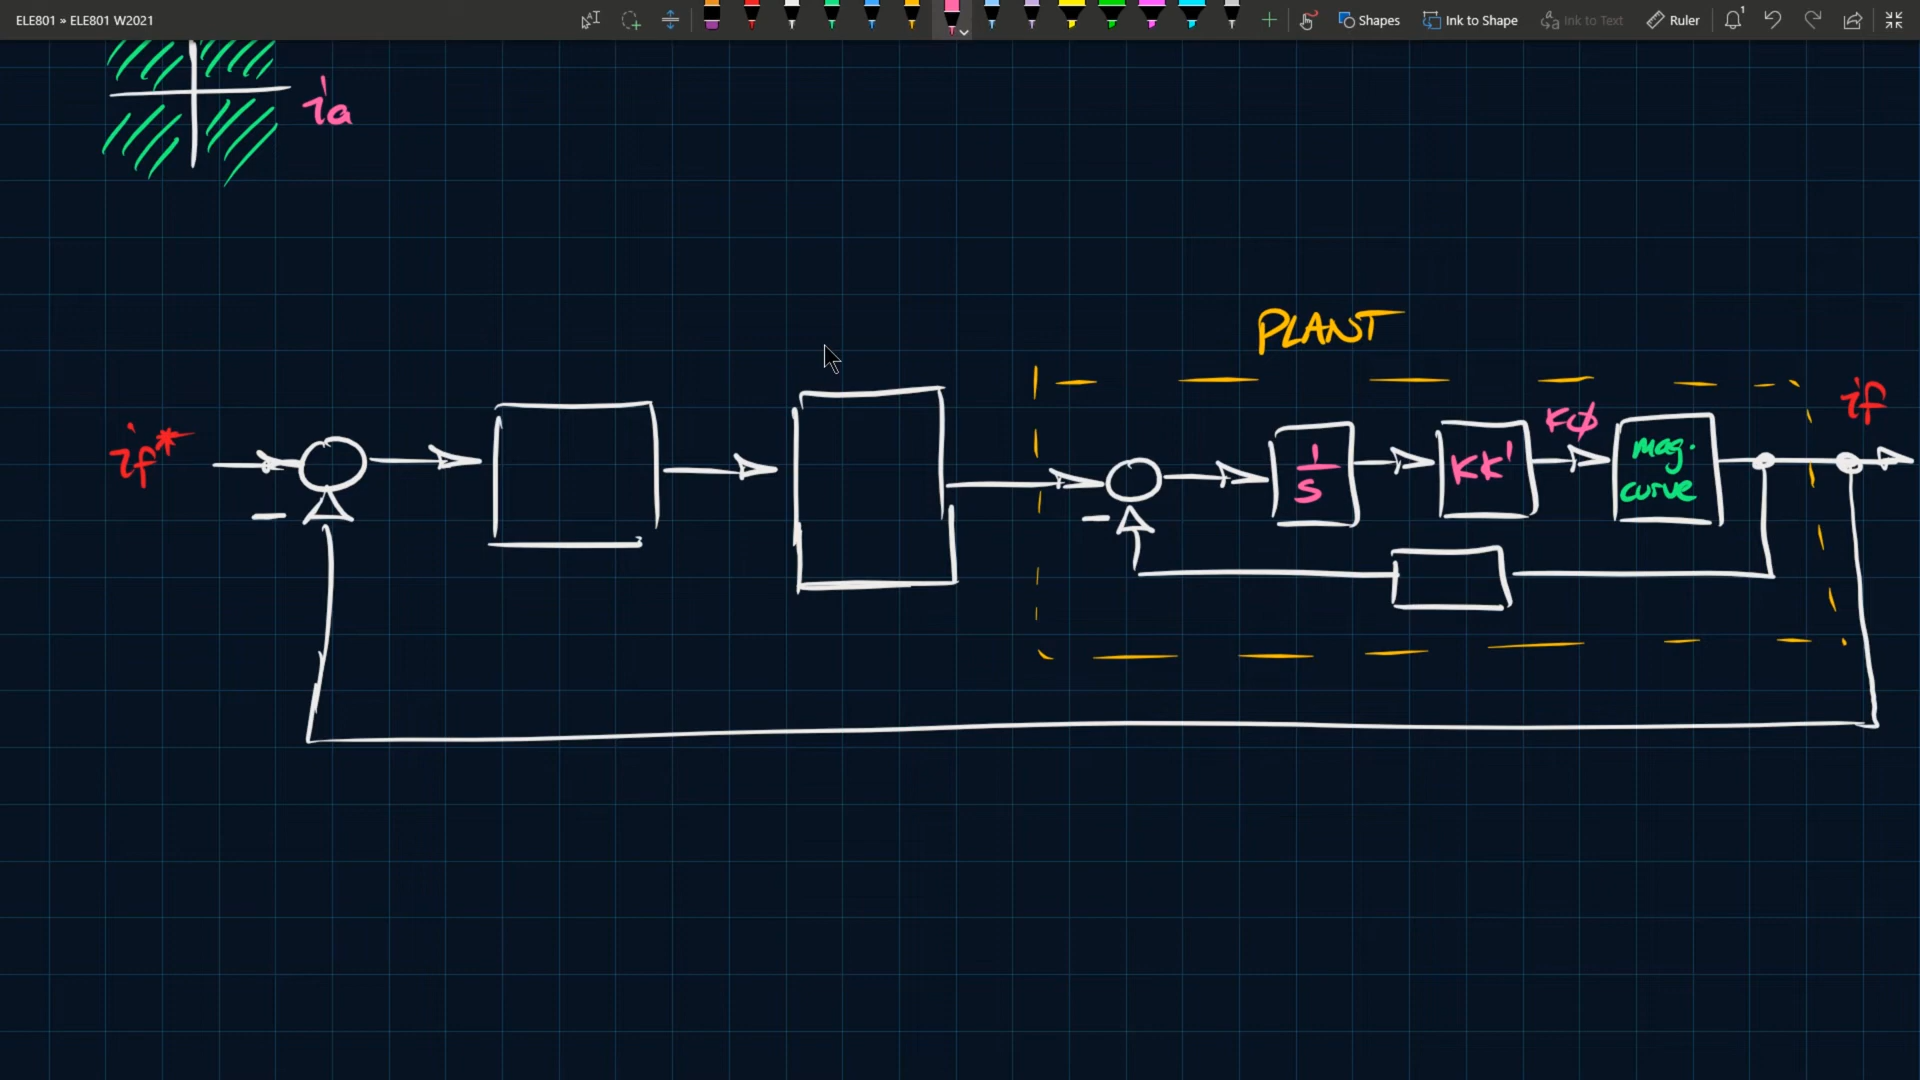 ELE801 » ELE801 W2021
Shapes
Ink to Shape
Ink to Text
Ruler
1
ia
PLANT
if*
1
S
KK'
Kφ
mag.
curve
if